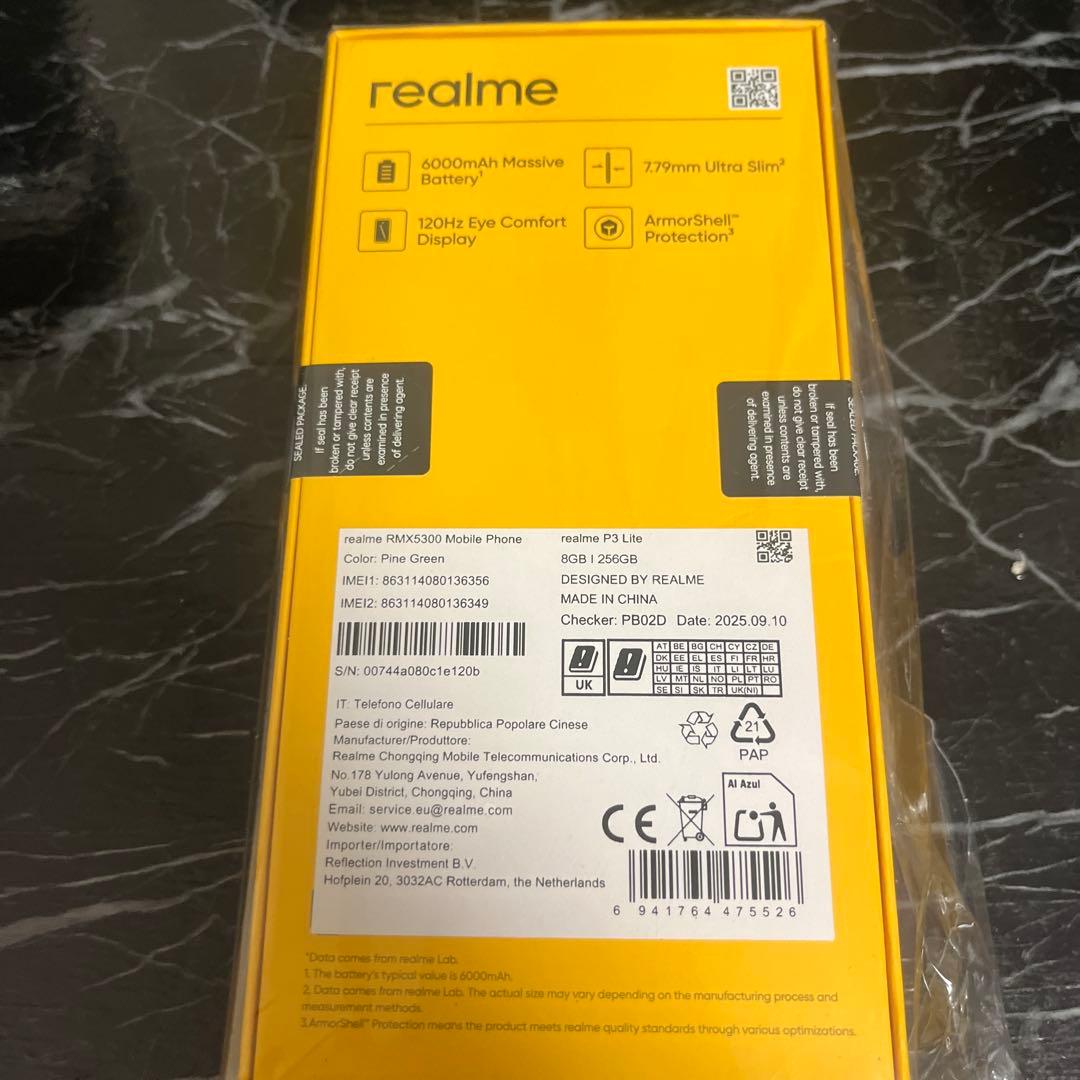 realme
6000mAh Massive
Battery¹
7.79mm Ultra Slim²
120Hz Eye Comfort
Display
ArmorShell™
Protection³
SEALED PACKAGE.
If seal has been
broken or tampered with,
do not give clear receipt
unless contents are
examined in presence
of delivering agent.
SEALED PACKAGE.
If seal has been
broken or tampered with,
do not give clear receipt
unless contents are
examined in presence
of delivering agent.
realme RMX5300 Mobile Phone
Color: Pine Green
IMEI1: 863114080136356
IMEI2: 863114080136349
S/N: 00744a080c1e120b
realme P3 Lite
8GB | 256GB
DESIGNED BY REALME
MADE IN CHINA
Checker: PB02D Date: 2025.09.10
UK
AT BE BG CH CY CZ DE
DK EE EL ES FI FR HR
HU IE IS IT LI LT LU
LV MT NL NO PL PT RO
SE SI SK TR UK(NI)
IT: Telefono Cellulare
Paese di origine: Repubblica Popolare Cinese
Manufacturer/Produttore:
Realme Chongqing Mobile Telecommunications Corp., Ltd.
No.178 Yulong Avenue, Yufengshan,
Yubei District, Chongqing, China
Email: service.eu@realme.com
Website: www.realme.com
Importer/Importatore:
Reflection Investment B.V.
Hofplein 20, 3032AC Rotterdam, the Netherlands
21
PAP
CE
Al Azul
6 941764 475526
*Data comes from realme Lab.
1. The battery's typical value is 6000mAh.
2. Data comes from realme Lab. The actual size may vary depending on the manufacturing process and
measurement methods.
3.ArmorShell™ Protection means the product meets realme quality standards through various optimizations.